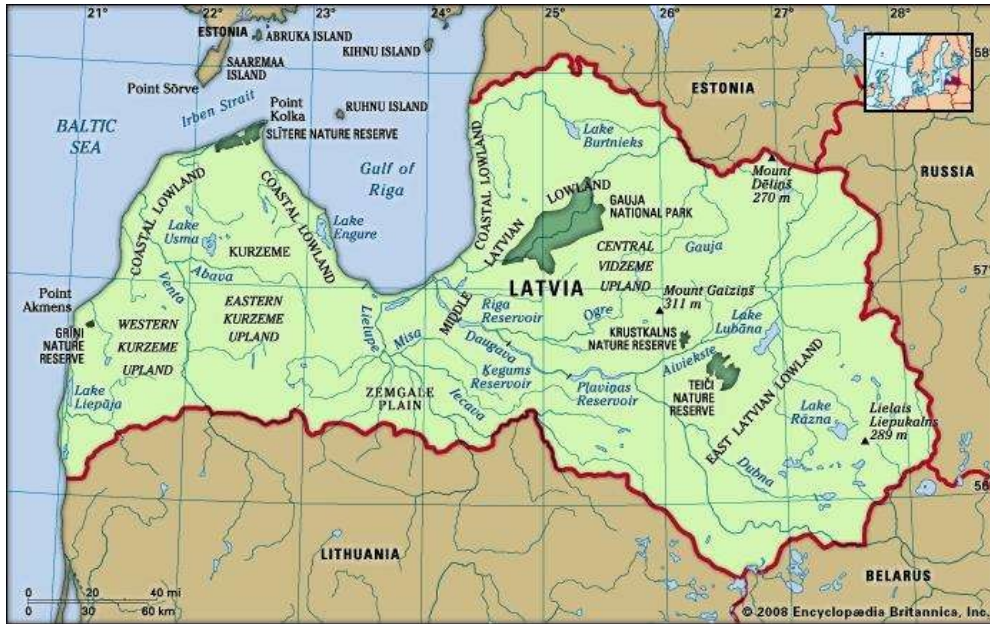 21°
22°
23°
24°
25°
26°
27°
28°
58°
ESTONIA
ABRUKA ISLAND
KIHNU ISLAND
SAAREMAA
ISLAND
Point Sõrve
Irben Strait
Point
Kolka
RUHNU ISLAND
SLĪTERE NATURE RESERVE
BALTIC
SEA
Gulf of
Riga
ESTONIA
RUSSIA
Lake
Burtnieks
Mount
Dēliņš
270 m
COASTAL LOWLAND
COASTAL LOWLAND
COASTAL LOWLAND
Lake
Usma
Lake
Engure
KURZEME
Abava
Venta
MIDDLE LATVIAN LOWLAND
GAUJA
NATIONAL PARK
CENTRAL
VIDZEME
UPLAND
Gauja
57°
LATVIA
Mount Gaiziņš
311 m
Point
Akmens
GRĪNI
NATURE
RESERVE
WESTERN
KURZEME
UPLAND
EASTERN
KURZEME
UPLAND
Lielupe
Misa
Riga
Reservoir
Ogre
Lake
Lubāna
KRUSTKALNS
NATURE RESERVE
Aiviekste
Daugava
Ķegums
Reservoir
Pļaviņas
Reservoir
TEIČI
NATURE
RESERVE
EAST LATVIAN LOWLAND
Lake
Liepāja
ZEMGALE
PLAIN
Iecava
Lake
Rāzna
Lielais
Liepukalns
289 m
Dubna
56°
LITHUANIA
BELARUS
0 20 40 mi
0 30 60 km
© 2008 Encyclopædia Britannica, Inc.